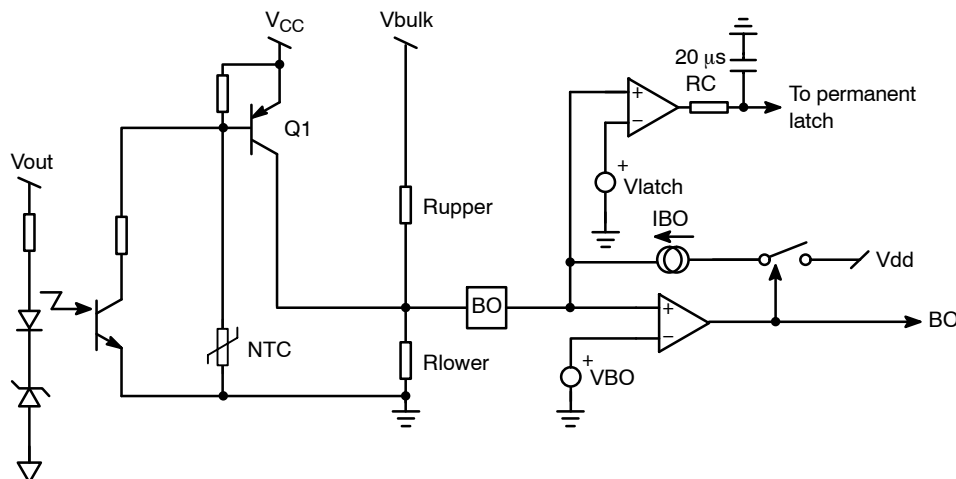 VCC
Vbulk
20 μs
RC
To permanent
latch
Q1
Vout
Vlatch
Rupper
IBO
Vdd
BO
NTC
Rlower
VBO
BO